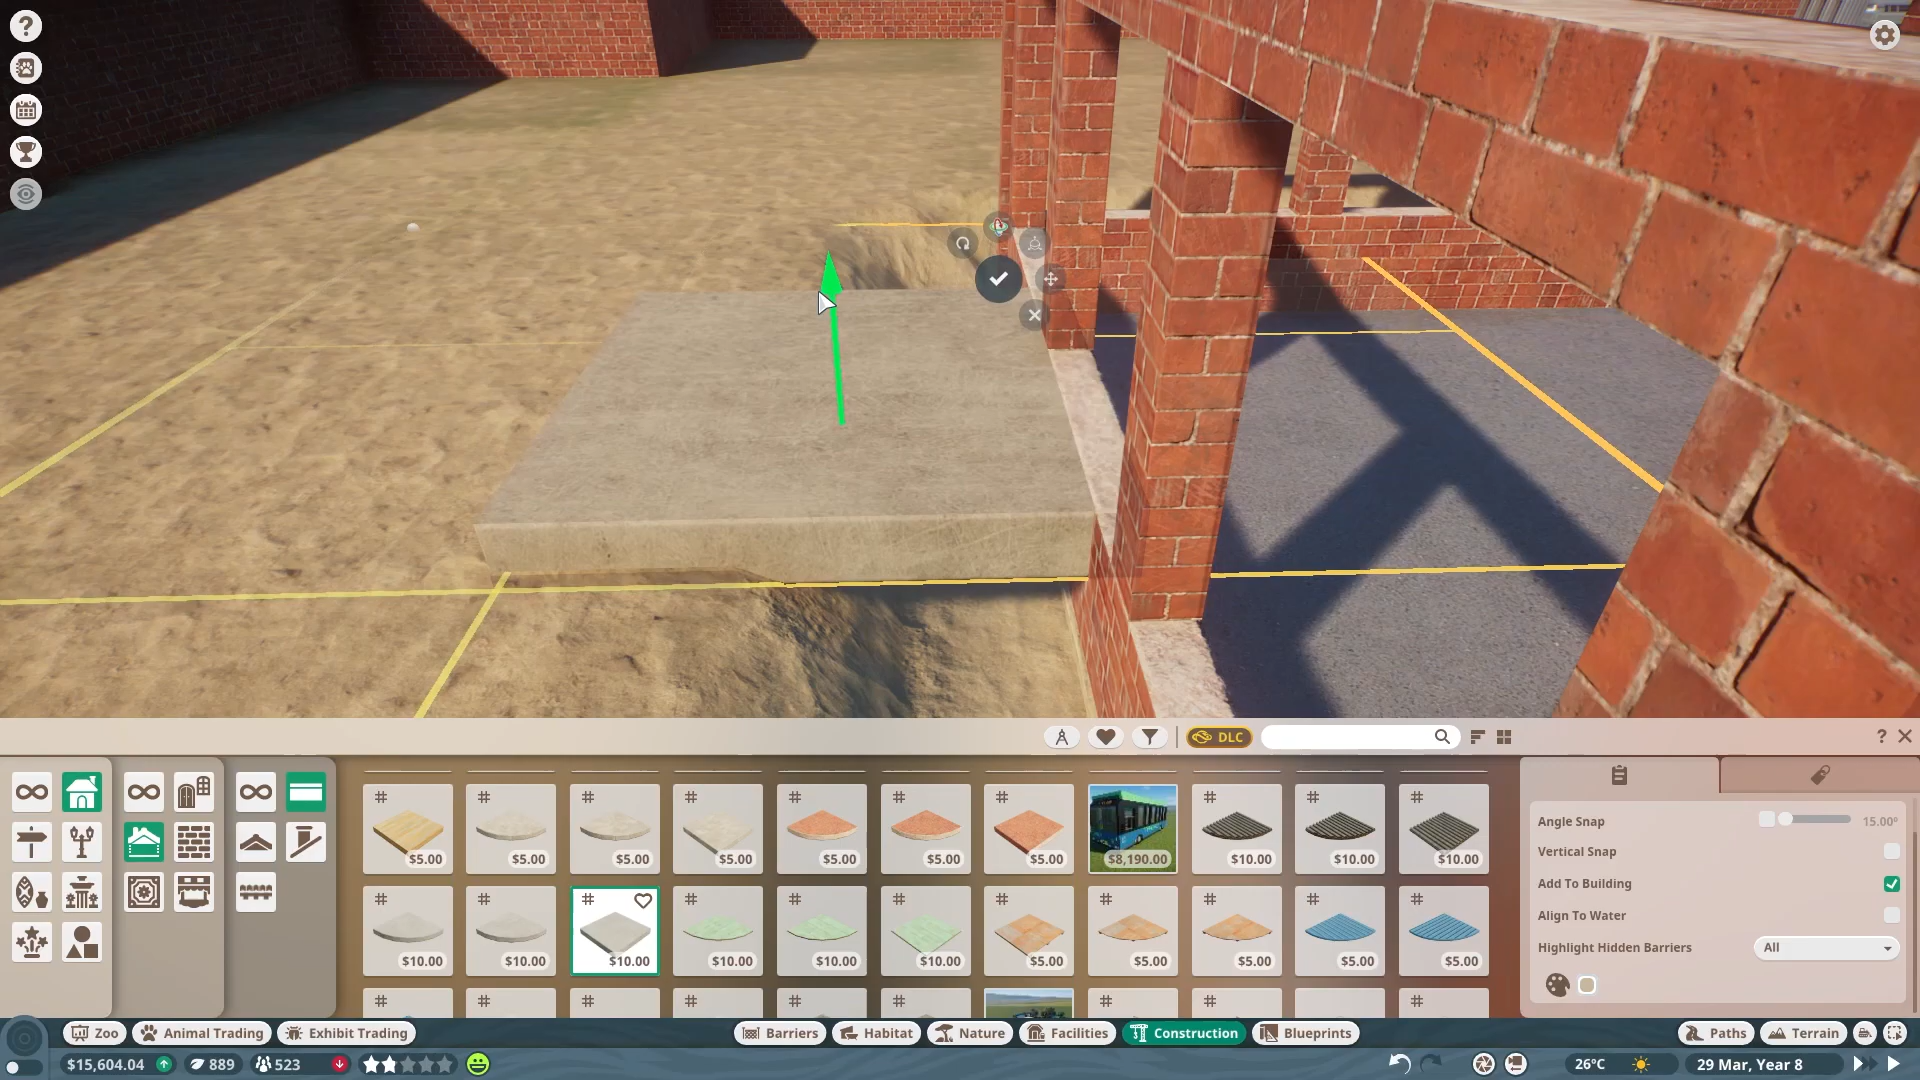 DLC
$5.00 $5.00 $5.00 $5.00 $5.00 $5.00 $5.00 $8,190.00 $10.00 $10.00 $10.00
$10.00 $10.00 $10.00 $10.00 $10.00 $10.00 $5.00 $5.00 $5.00 $5.00 $5.00
Angle Snap 15.00°
Vertical Snap
Add To Building
Align To Water
Highlight Hidden Barriers All
Zoo Animal Trading Exhibit Trading Barriers Habitat Nature Facilities Construction Blueprints Paths Terrain
$15,604.04 889 523 26°C 29 Mar, Year 8